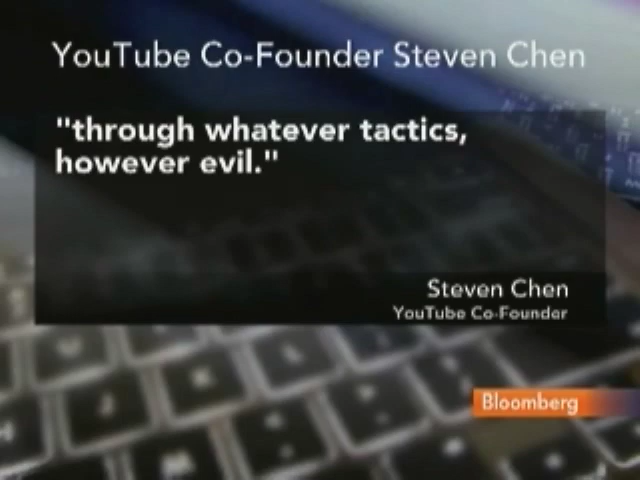 YouTube Co-Founder Steven Chen
"through whatever tactics,
however evil."
Steven Chen
YouTube Co-Founder
Bloomberg